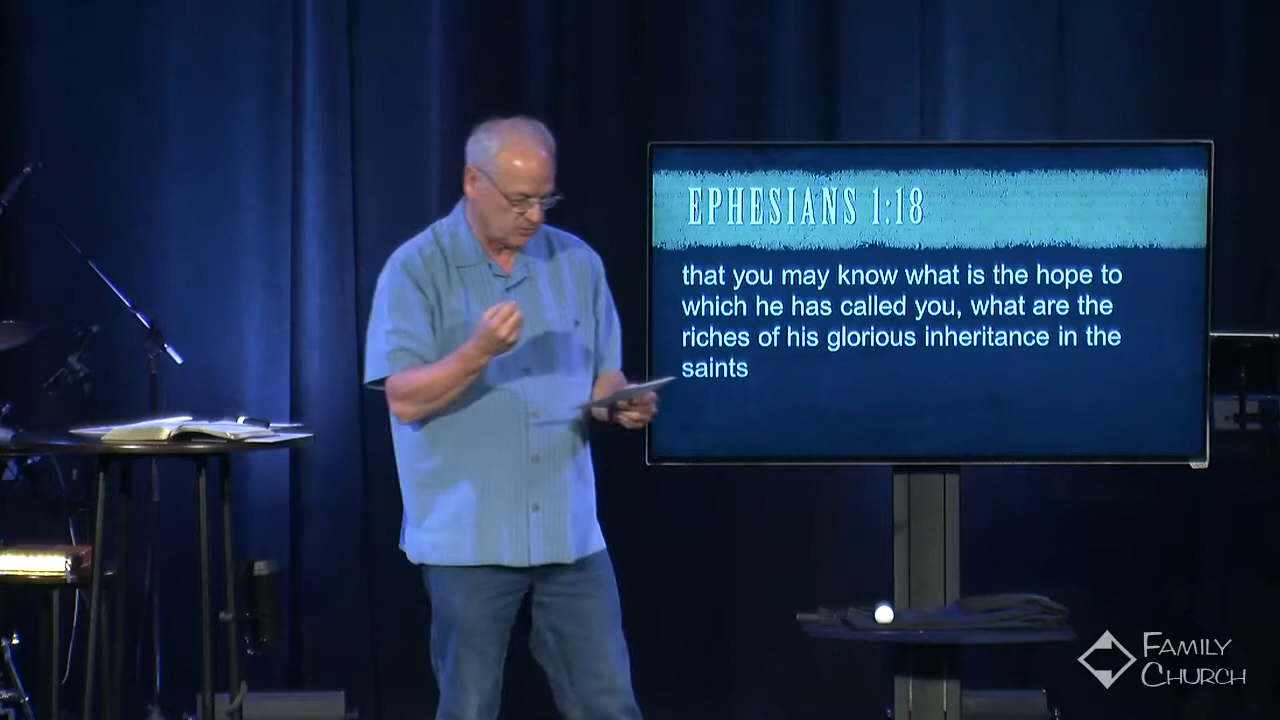 EPHESIANS 1:18
that you may know what is the hope to
which he has called you, what are the
riches of his glorious inheritance in the
saints
FAMILY
CHURCH